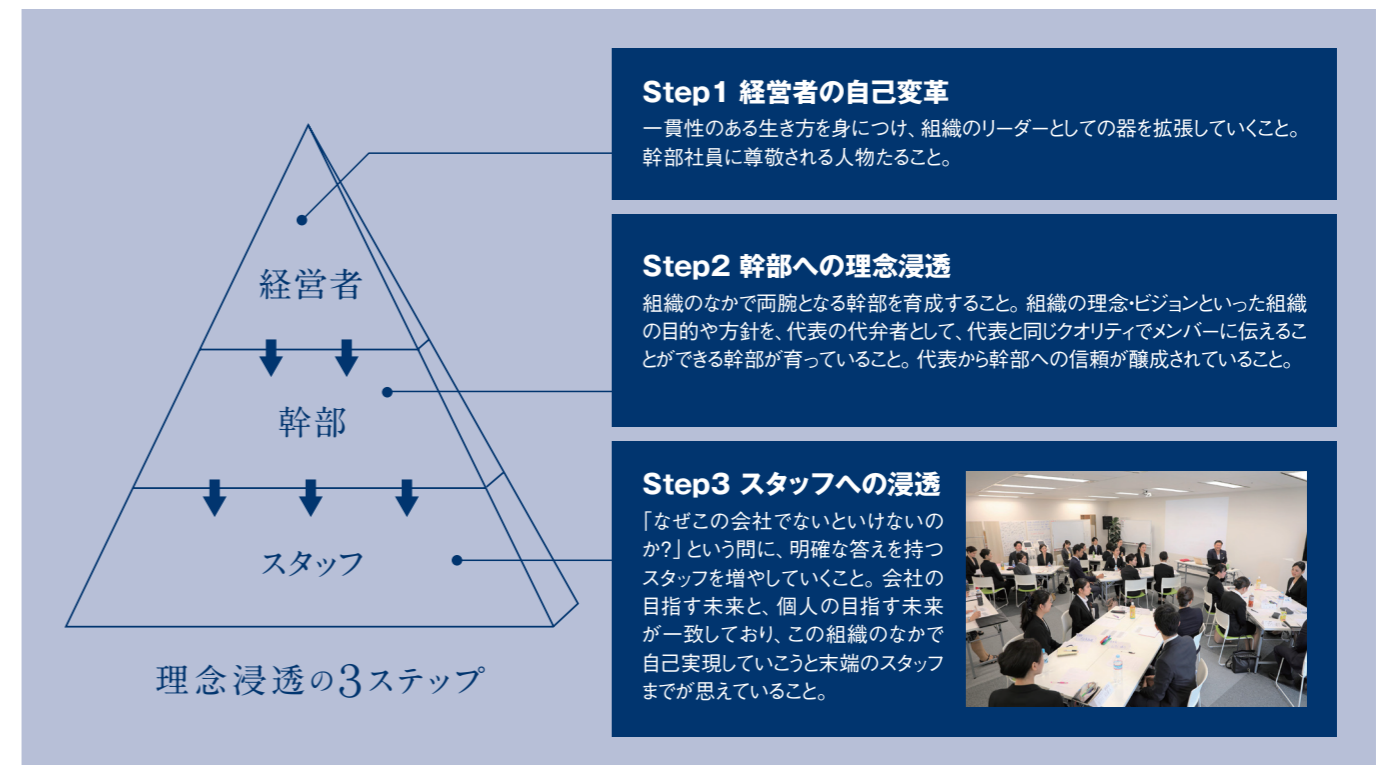 経営者
幹部
スタッフ
理念浸透の3ステップ
Step1 経営者の自己変革
一貫性のある生き方を身につけ、組織のリーダーとしての器を拡張していくこと。
幹部社員に尊敬される人物たること。
Step2 幹部への理念浸透
組織のなかで両腕となる幹部を育成すること。組織の理念・ビジョンといった組織
の目的や方針を、代表の代弁者として、代表と同じクオリティでメンバーに伝えるこ
とができる幹部が育っていること。代表から幹部への信頼が醸成されていること。
Step3 スタッフへの浸透
「なぜこの会社でないといけないの
か?」という問に、明確な答えを持つ
スタッフを増やしていくこと。会社の
目指す未来と、個人の目指す未来
が一致しており、この組織のなかで
自己実現していこうと末端のスタッフ
までが思えていること。